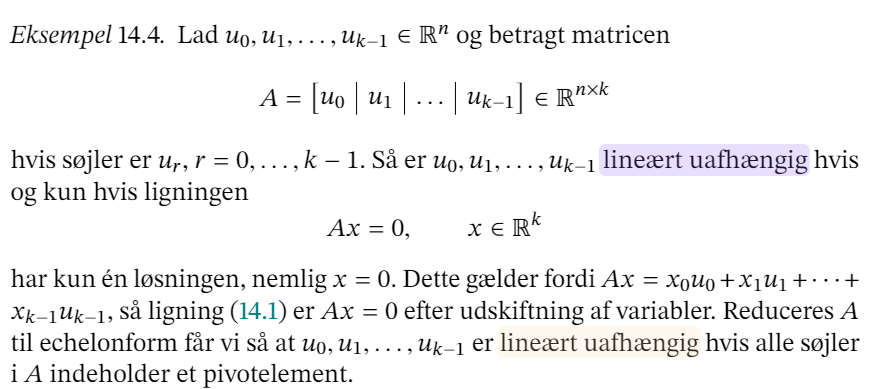 Eksempel 14.4. Lad u₀, u₁, . . . , uₖ₋₁ ∈ ℝⁿ og betragt matricen
A = [u₀ | u₁ | . . . | uₖ₋₁] ∈ ℝⁿˣᵏ
hvis søjler er uᵣ, r = 0, . . . , k − 1. Så er u₀, u₁, . . . , uₖ₋₁ lineært uafhængig hvis
og kun hvis ligningen
Ax = 0, x ∈ ℝᵏ
har kun én løsningen, nemlig x = 0. Dette gælder fordi Ax = x₀u₀ + x₁u₁ + · · · +
xₖ₋₁uₖ₋₁, så ligning (14.1) er Ax = 0 efter udskiftning af variabler. Reduceres A
til echelonform får vi så at u₀, u₁, . . . , uₖ₋₁ er lineært uafhængig hvis alle søjler
i A indeholder et pivotelement.